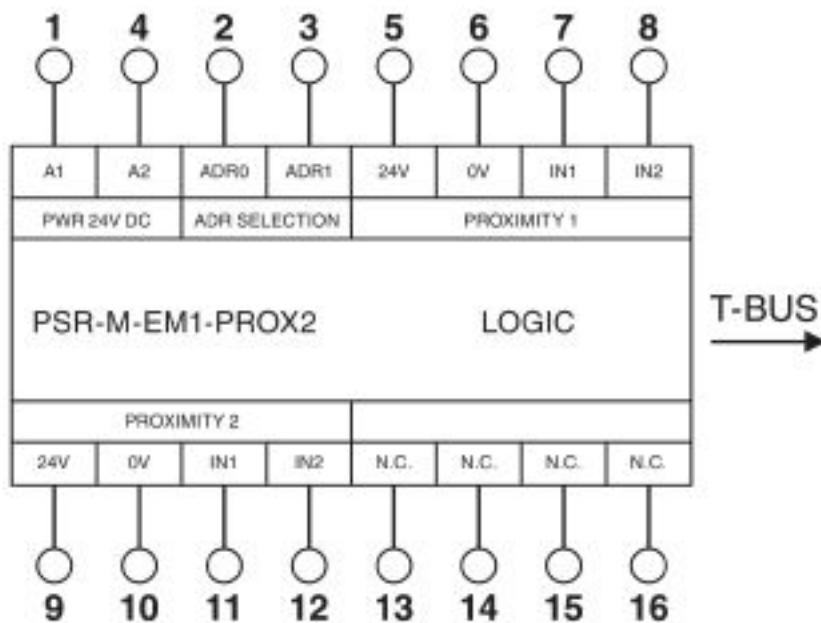 1 4 2 3 5 6 7 8
A1 A2 ADR0 ADR1 24V 0V IN1 IN2
PWR 24V DC ADR SELECTION PROXIMITY 1
PSR-M-EM1-PROX2 LOGIC T-BUS
PROXIMITY 2
24V 0V IN1 IN2 N.C. N.C. N.C. N.C.
9 10 11 12 13 14 15 16